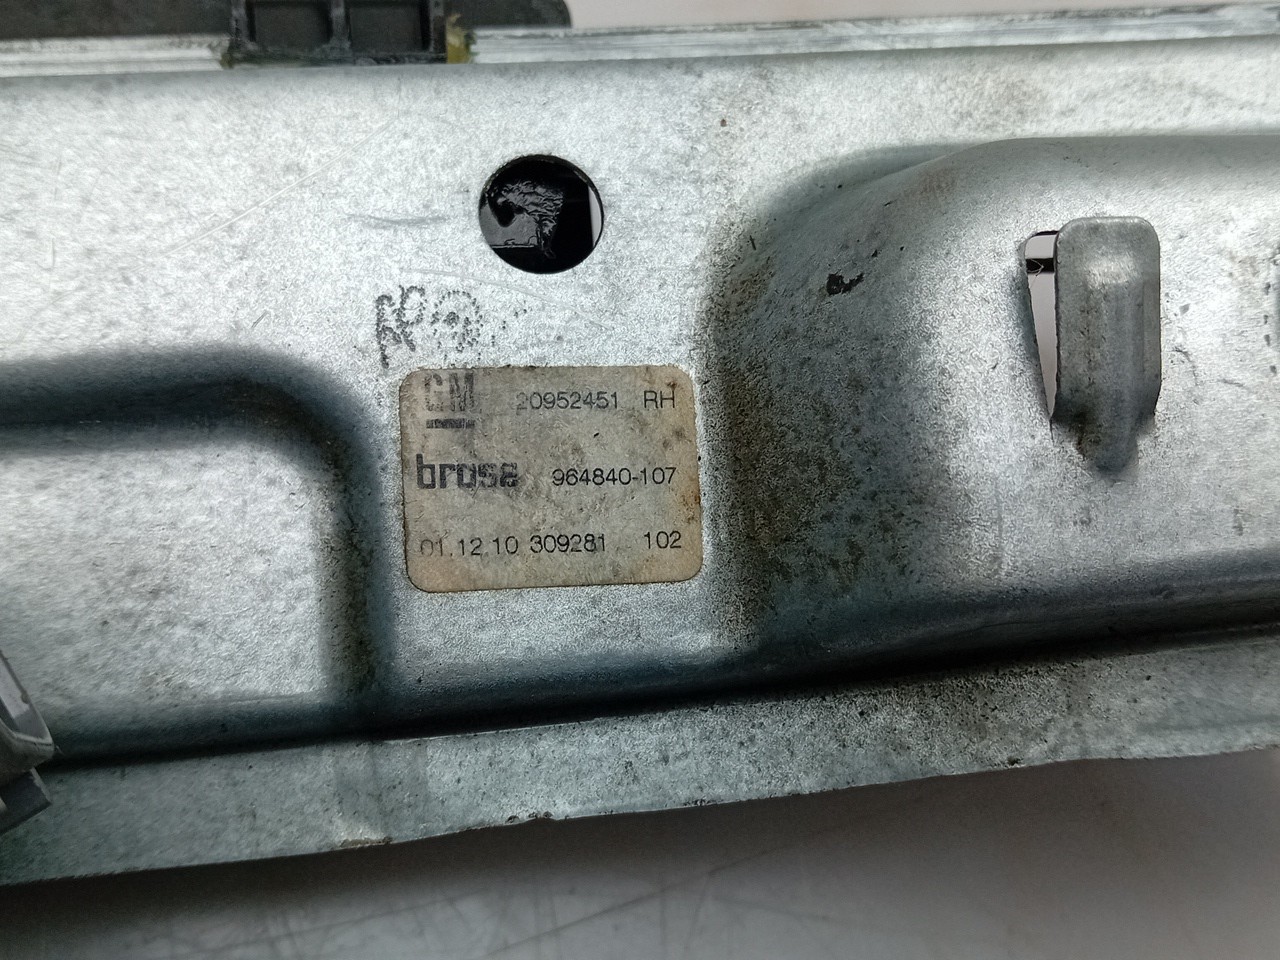 GM 20952451 RH
brose 964840-107
01.12.10 309281 102